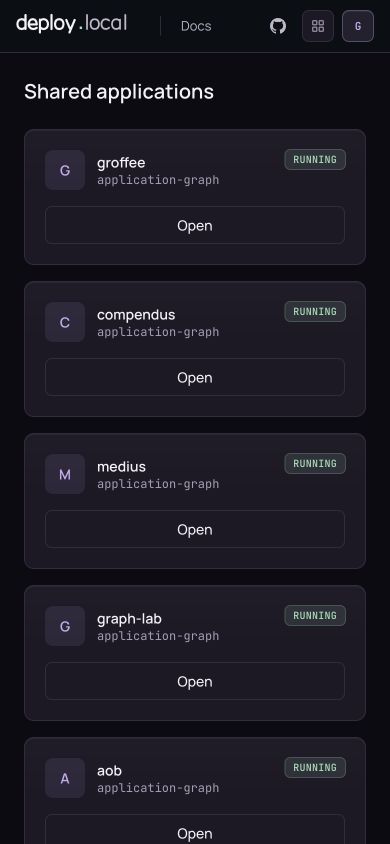 deploy.local
Docs
G
Shared applications
G
groffee
application-graph
RUNNING
Open
C
compendus
application-graph
RUNNING
Open
M
medius
application-graph
RUNNING
Open
G
graph-lab
application-graph
RUNNING
Open
A
aob
application-graph
RUNNING
Open